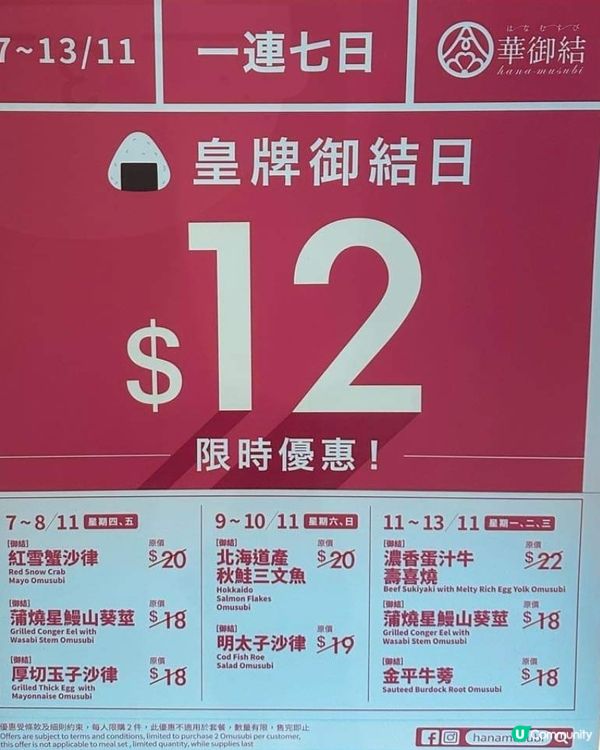 7~13/11
一連七日
はなむすび
華御結
hana-musubi
皇牌御結日
$12
限時優惠！
7~8/11 星期四、五
[御結]
紅雪蟹沙律
Red Snow Crab
Mayo Omusubi
原價
$20
[御結]
蒲燒星鰻山葵莖
Grilled Conger Eel with
Wasabi Stem Omusubi
原價
$18
[御結]
厚切玉子沙律
Grilled Thick Egg with
Mayonnaise Omusubi
原價
$18
9~10/11 星期六、日
[御結]
北海道產
秋鮭三文魚
Hokkaido
Salmon Flakes
Omusubi
原價
$20
[御結]
明太子沙律
Cod Fish Roe
Salad Omusubi
原價
$19
11~13/11 星期一、二、三
[御結]
濃香蛋汁牛
壽喜燒
Beef Sukiyaki with Melty Rich Egg Yolk Omusubi
原價
$22
[御結]
蒲燒星鰻山葵莖
Grilled Conger Eel with
Wasabi Stem Omusubi
原價
$18
[御結]
金平牛蒡
Sauteed Burdock Root Omusubi
原價
$18
優惠受條款及細則約束，每人限購2件，此優惠不適用於套餐，數量有限，售完即止
Offers are subject to terms and conditions, limited to purchase 2 Omusubi per customer,
this offer is not applicable to meal set, limited quantity, while supplies last
U Community